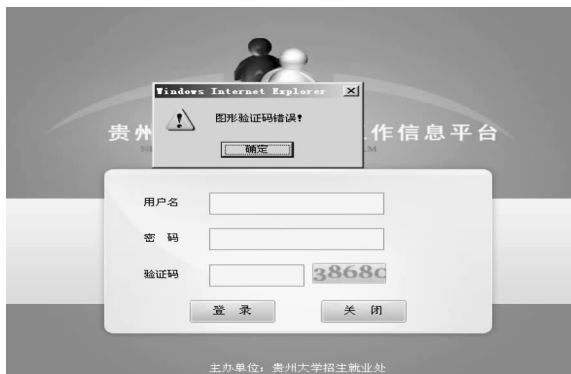 Windows Internet Explorer
图形验证码错误!
确定
贵州
作信息平台
用户名
密 码
验证码
3868c
登 录
关 闭
主办单位：贵州大学招生就业处